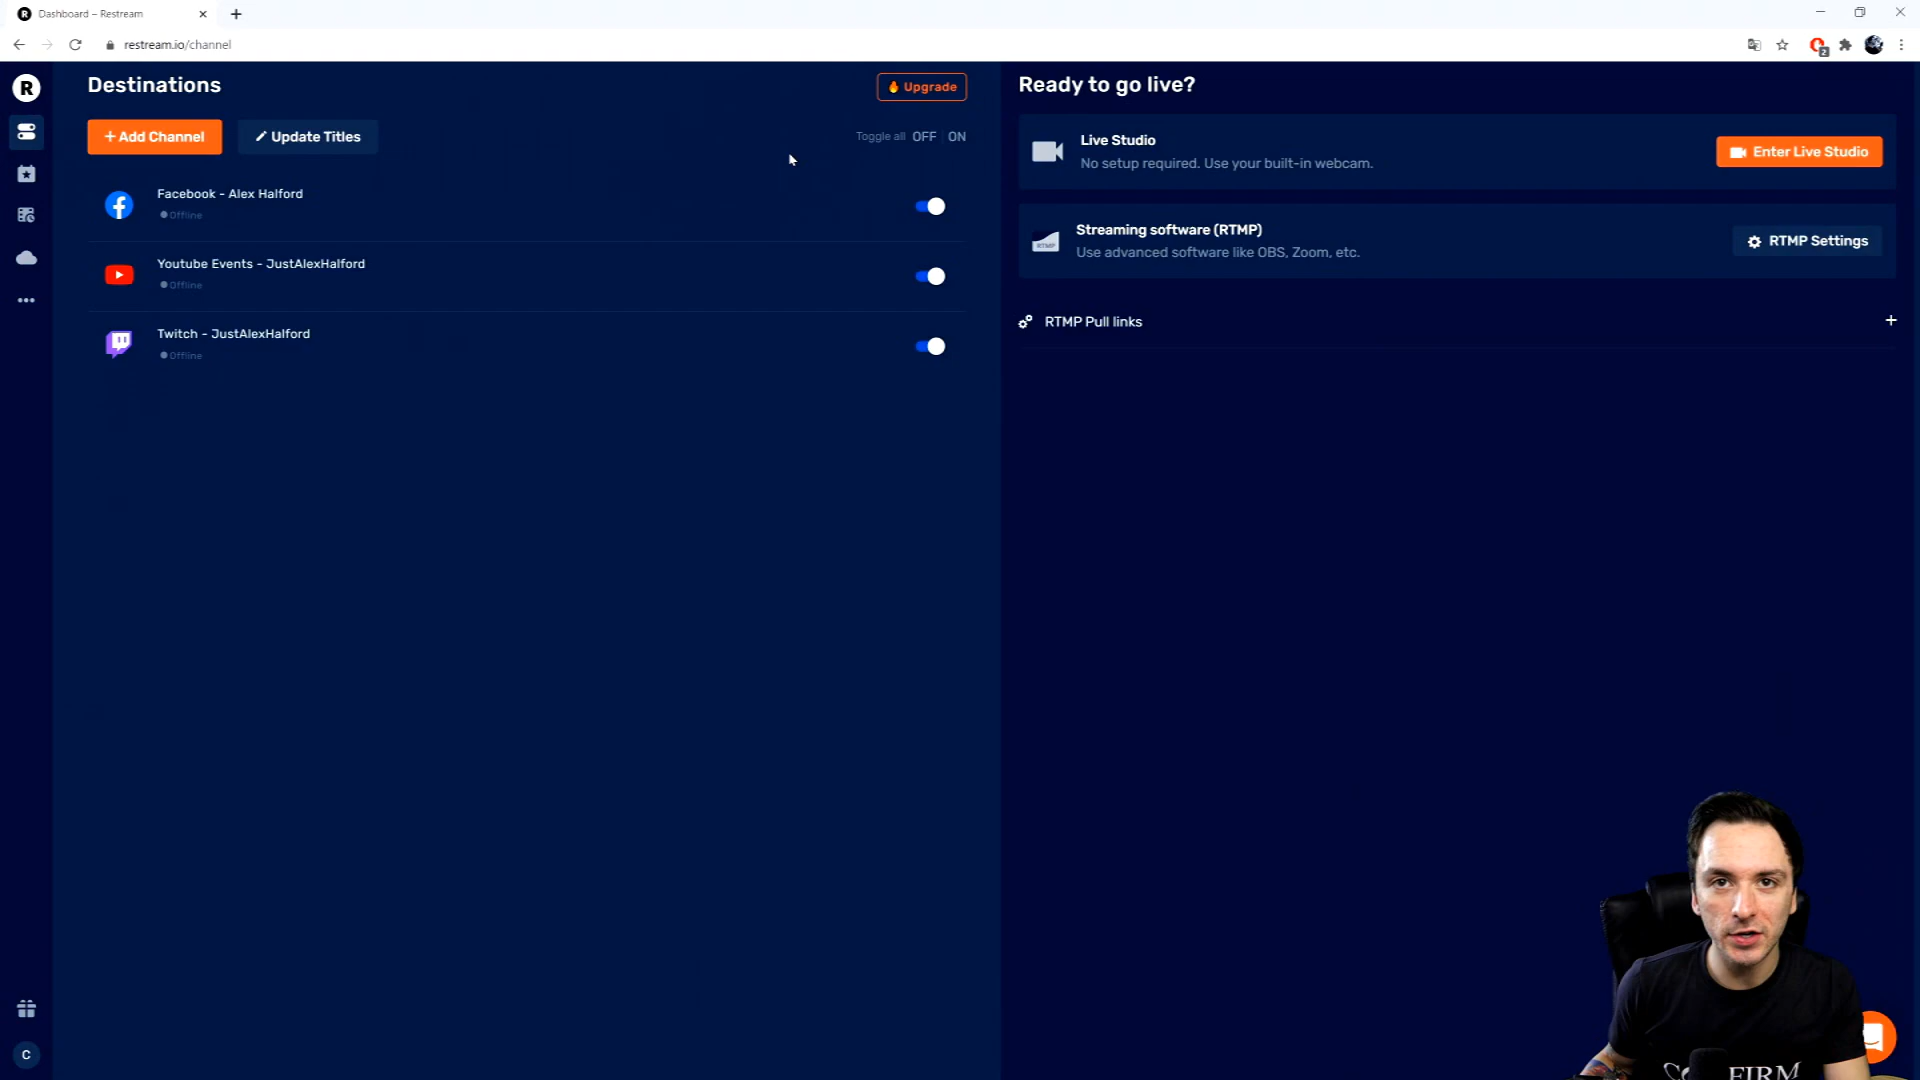 Dashboard – Restream
restream.io/channel
2
R
Destinations
Upgrade
+ Add Channel
Update Titles
Toggle all OFF ON
Facebook - Alex Halford
Offline
Youtube Events - JustAlexHalford
Offline
Twitch - JustAlexHalford
Offline
C
Ready to go live?
Live Studio
No setup required. Use your built-in webcam.
Enter Live Studio
RTMP
Streaming software (RTMP)
Use advanced software like OBS, Zoom, etc.
RTMP Settings
RTMP Pull links
FIRM